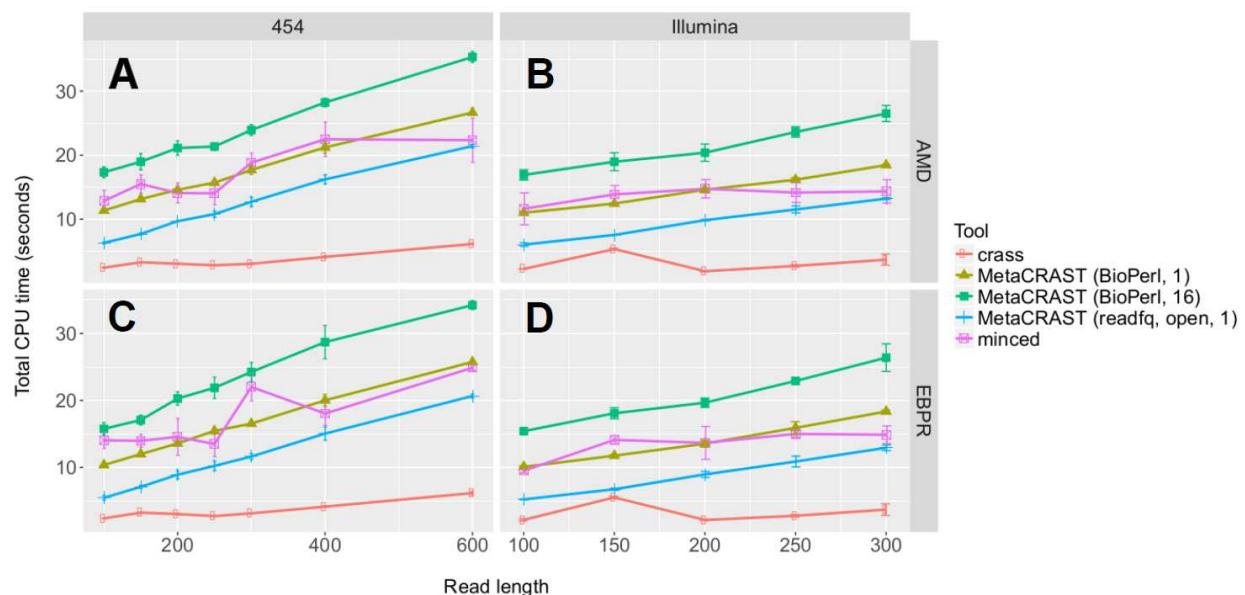 454 Illumina
A B
30
20
10
AMD
C D
30
20
10
EBPR
Total CPU time (seconds)
200 400 600 100 150 200 250 300
Read length
Tool
crass
MetaCRAST (BioPerl, 1)
MetaCRAST (BioPerl, 16)
MetaCRAST (readfq, open, 1)
minced